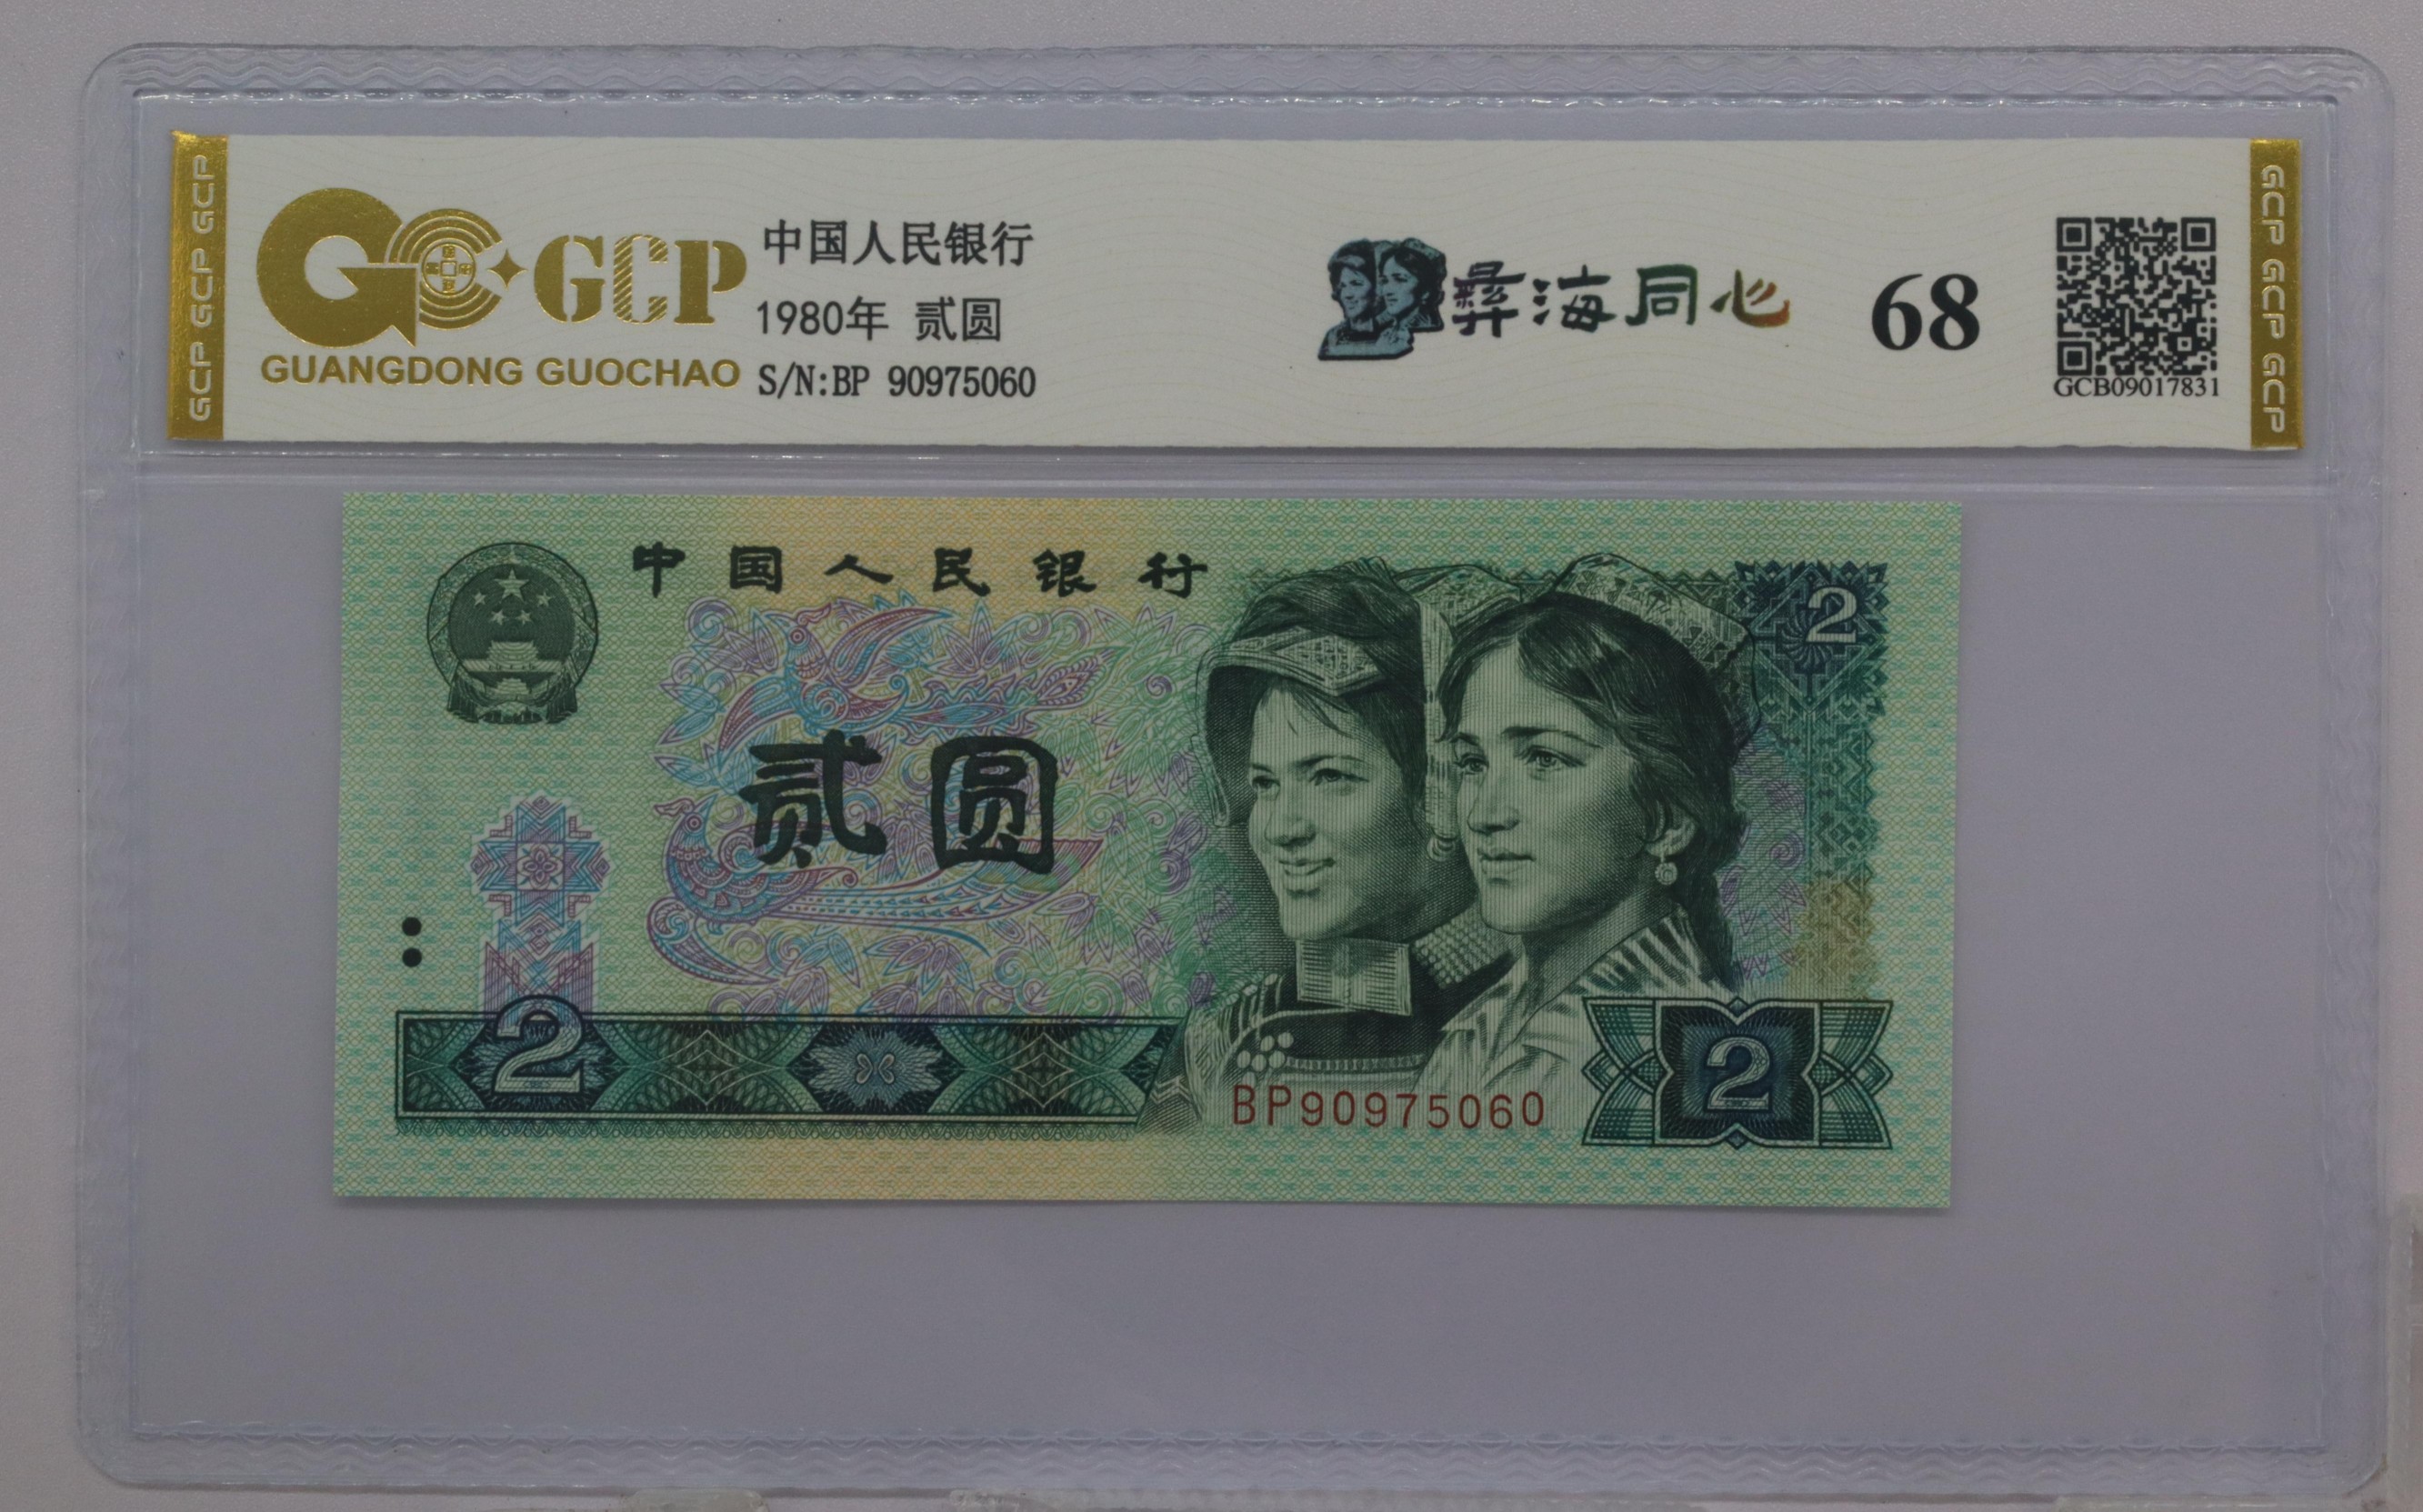 GCP GCP GCP
GCP
GUANGDONG GUOCHAO
中国人民银行
1980年 贰圆
S/N:BP 90975060
彝海同心
68
GCB09017831
GCP GCP GCP
中国人民银行
2
贰圆
2
BP90975060
2